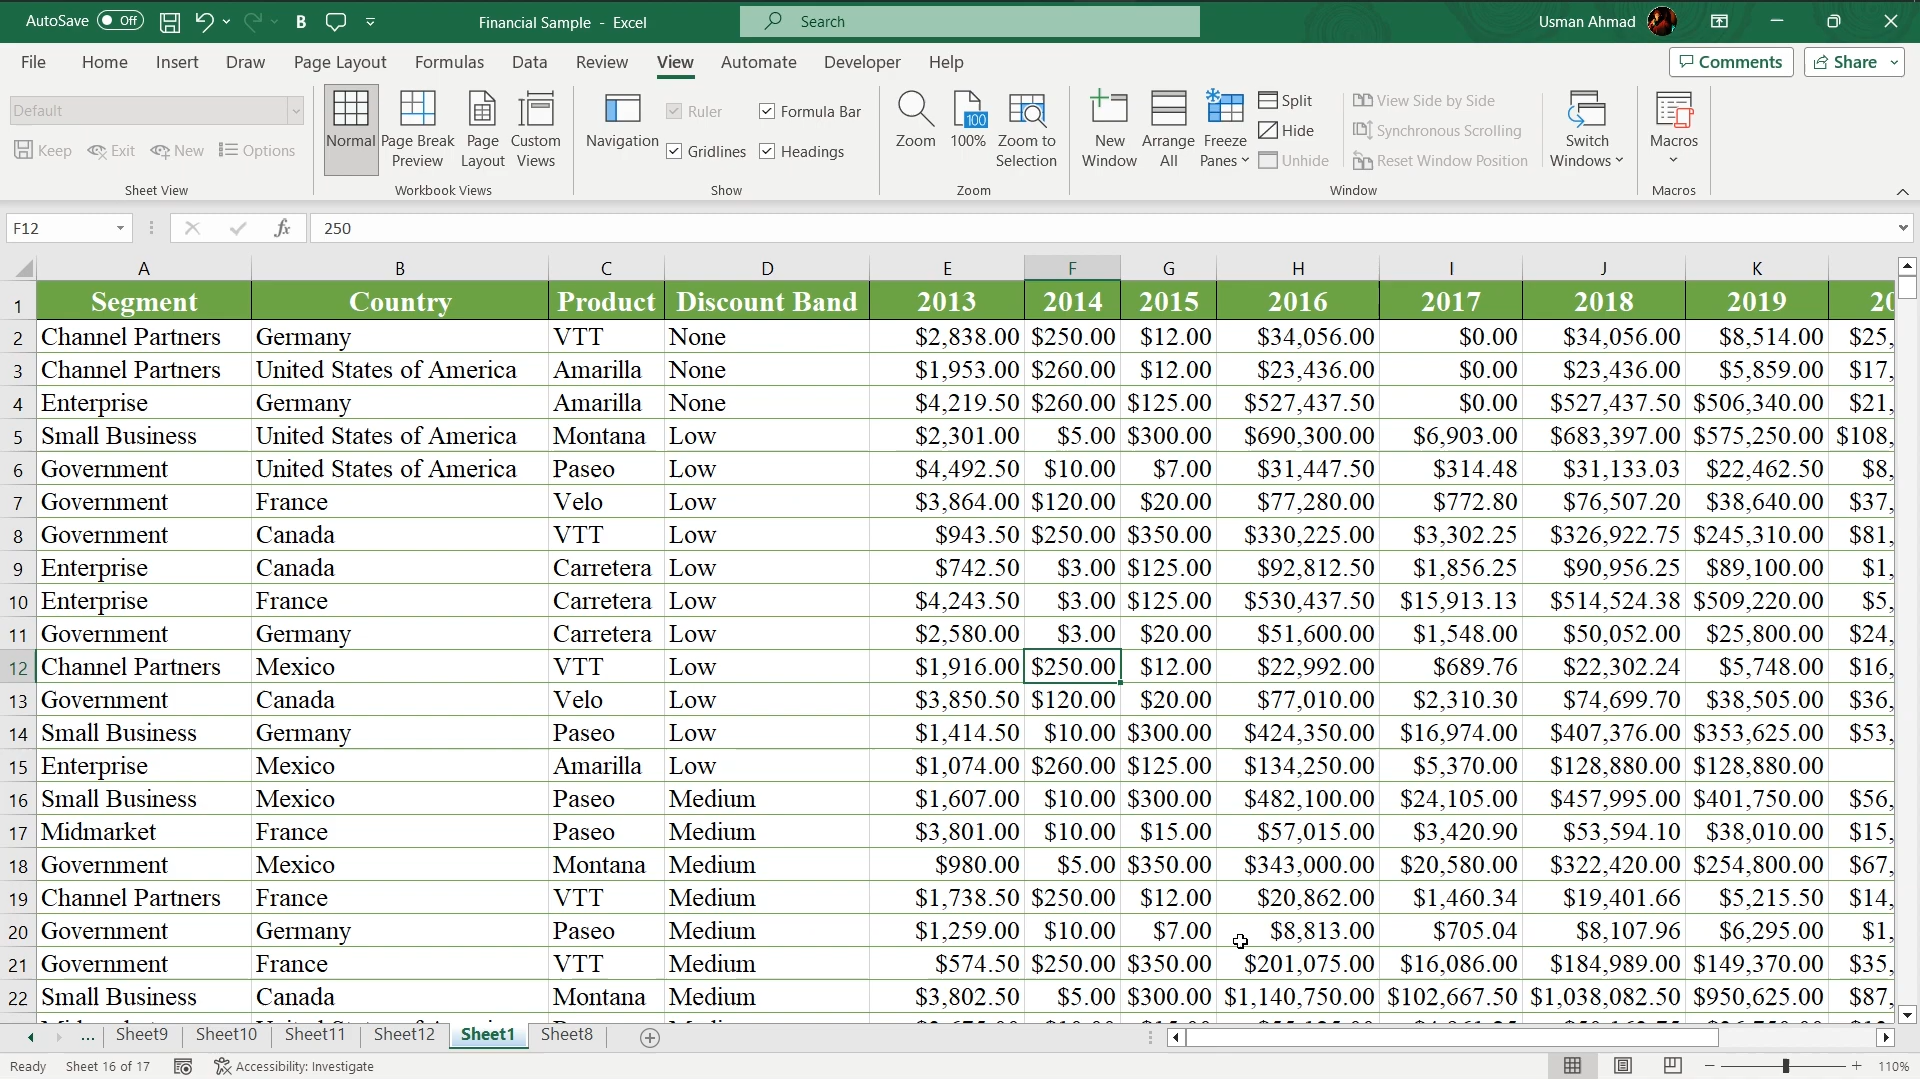 AutoSave Off B Financial Sample - Excel Search Usman Ahmad
File Home Insert Draw Page Layout Formulas Data Review View Automate Developer Help Comments Share
Default
Keep Exit New Options
Sheet View
Normal Page Break Preview Page Layout Custom Views
Workbook Views
Navigation Ruler Formula Bar
Gridlines Headings
Show
Zoom 100 100% Zoom to Selection
Zoom
New Window Arrange All Freeze Panes Split
Hide
Unhide
View Side by Side
Synchronous Scrolling
Reset Window Position
Switch Windows
Window
Macros
Macros
F12 fx 250
A B C D E F G H I J K
1 Segment Country Product Discount Band 2013 2014 2015 2016 2017 2018 2019
2 Channel Partners Germany VTT None $2,838.00 $250.00 $12.00 $34,056.00 $0.00 $34,056.00 $8,514.00 $25,
3 Channel Partners United States of America Amarilla None $1,953.00 $260.00 $12.00 $23,436.00 $0.00 $23,436.00 $5,859.00 $17,
4 Enterprise Germany Amarilla None $4,219.50 $260.00 $125.00 $527,437.50 $0.00 $527,437.50 $506,340.00 $21,
5 Small Business United States of America Montana Low $2,301.00 $5.00 $300.00 $690,300.00 $6,903.00 $683,397.00 $575,250.00 $108,
6 Government United States of America Paseo Low $4,492.50 $10.00 $7.00 $31,447.50 $314.48 $31,133.03 $22,462.50 $8,
7 Government France Velo Low $3,864.00 $120.00 $20.00 $77,280.00 $772.80 $76,507.20 $38,640.00 $37,
8 Government Canada VTT Low $943.50 $250.00 $350.00 $330,225.00 $3,302.25 $326,922.75 $245,310.00 $81,
9 Enterprise Canada Carretera Low $742.50 $3.00 $125.00 $92,812.50 $1,856.25 $90,956.25 $89,100.00 $1,
10 Enterprise France Carretera Low $4,243.50 $3.00 $125.00 $530,437.50 $15,913.13 $514,524.38 $509,220.00 $5,
11 Government Germany Carretera Low $2,580.00 $3.00 $20.00 $51,600.00 $1,548.00 $50,052.00 $25,800.00 $24,
12 Channel Partners Mexico VTT Low $1,916.00 $250.00 $12.00 $22,992.00 $689.76 $22,302.24 $5,748.00 $16,
13 Government Canada Velo Low $3,850.50 $120.00 $20.00 $77,010.00 $2,310.30 $74,699.70 $38,505.00 $36,
14 Small Business Germany Paseo Low $1,414.50 $10.00 $300.00 $424,350.00 $16,974.00 $407,376.00 $353,625.00 $53,
15 Enterprise Mexico Amarilla Low $1,074.00 $260.00 $125.00 $134,250.00 $5,370.00 $128,880.00 $128,880.00
16 Small Business Mexico Paseo Medium $1,607.00 $10.00 $300.00 $482,100.00 $24,105.00 $457,995.00 $401,750.00 $56,
17 Midmarket France Paseo Medium $3,801.00 $10.00 $15.00 $57,015.00 $3,420.90 $53,594.10 $38,010.00 $15,
18 Government Mexico Montana Medium $980.00 $5.00 $350.00 $343,000.00 $20,580.00 $322,420.00 $254,800.00 $67,
19 Channel Partners France VTT Medium $1,738.50 $250.00 $12.00 $20,862.00 $1,460.34 $19,401.66 $5,215.50 $14,
20 Government Germany Paseo Medium $1,259.00 $10.00 $7.00 $8,813.00 $705.04 $8,107.96 $6,295.00 $1,
21 Government France VTT Medium $574.50 $250.00 $350.00 $201,075.00 $16,086.00 $184,989.00 $149,370.00 $35,
22 Small Business Canada Montana Medium $3,802.50 $5.00 $300.00 $1,140,750.00 $102,667.50 $1,038,082.50 $950,625.00 $87,
... Sheet9 Sheet10 Sheet11 Sheet12 Sheet1 Sheet8
Ready Sheet 16 of 17 Accessibility: Investigate 110%